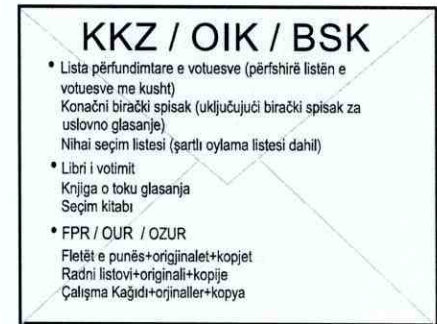 KKZ / OIK / BSK
• Lista përfundimtare e votuesve (përfshirë listën e
votuesve me kusht)
Konačni birački spisak (uključujući birački spisak za
uslovno glasanje)
Nihai seçim listesi (şartlı oylama listesi dahil)
• Libri i votimit
Knjiga o toku glasanja
Seçim kitabı
• FPR / OUR / OZUR
Fletët e punës+origjinalet+kopjet
Radni listovi+originali+kopije
Çalışma Kağıdı+orjinaller+kopya